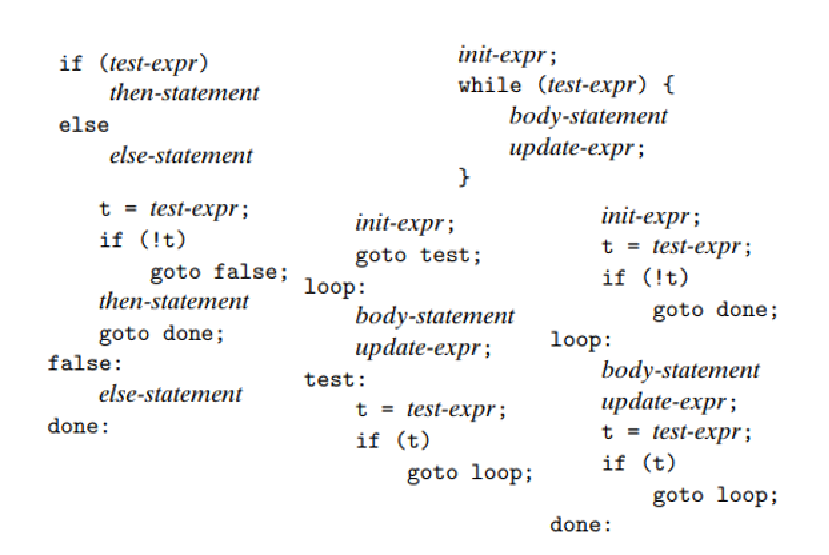 if (test-expr)
then-statement
else
else-statement
init-expr;
while (test-expr) {
body-statement
update-expr;
}
t = test-expr;
if (!t)
goto false;
then-statement
goto done;
false:
else-statement
done:
init-expr;
goto test;
loop:
body-statement
update-expr;
test:
t = test-expr;
if (t)
goto loop;
init-expr;
t = test-expr;
if (!t)
goto done;
loop:
body-statement
update-expr;
t = test-expr;
if (t)
goto loop;
done: